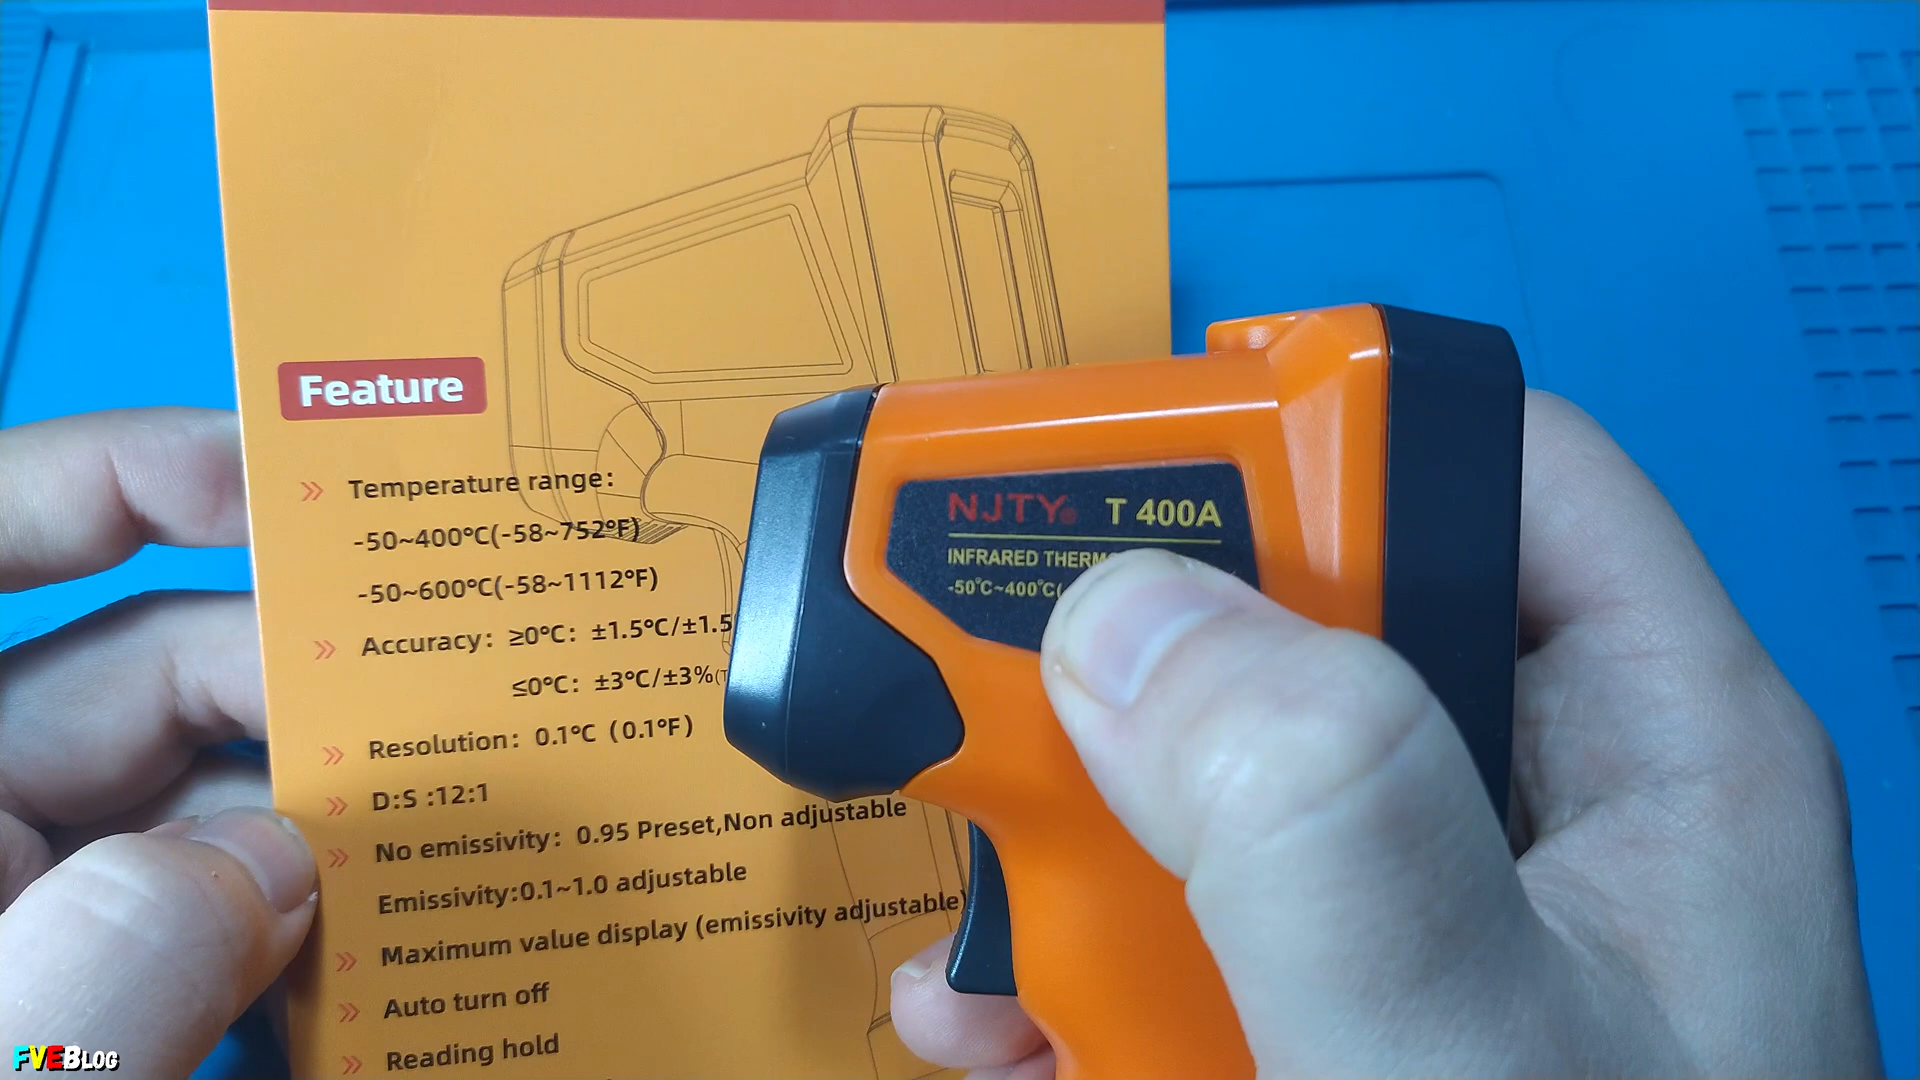 Feature
» Temperature range:
-50~400℃(-58~752℉)
-50~600℃(-58~1112℉)
» Accuracy: ≥0℃: ±1.5℃/±1.5
≤0℃: ±3℃/±3%
» Resolution: 0.1℃ (0.1℉)
» D:S :12:1
» No emissivity: 0.95 Preset,Non adjustable
Emissivity:0.1~1.0 adjustable
» Maximum value display (emissivity adjustable)
» Auto turn off
» Reading hold
NJTY® T 400A
INFRARED
-50℃~400℃(
FVEBLOG